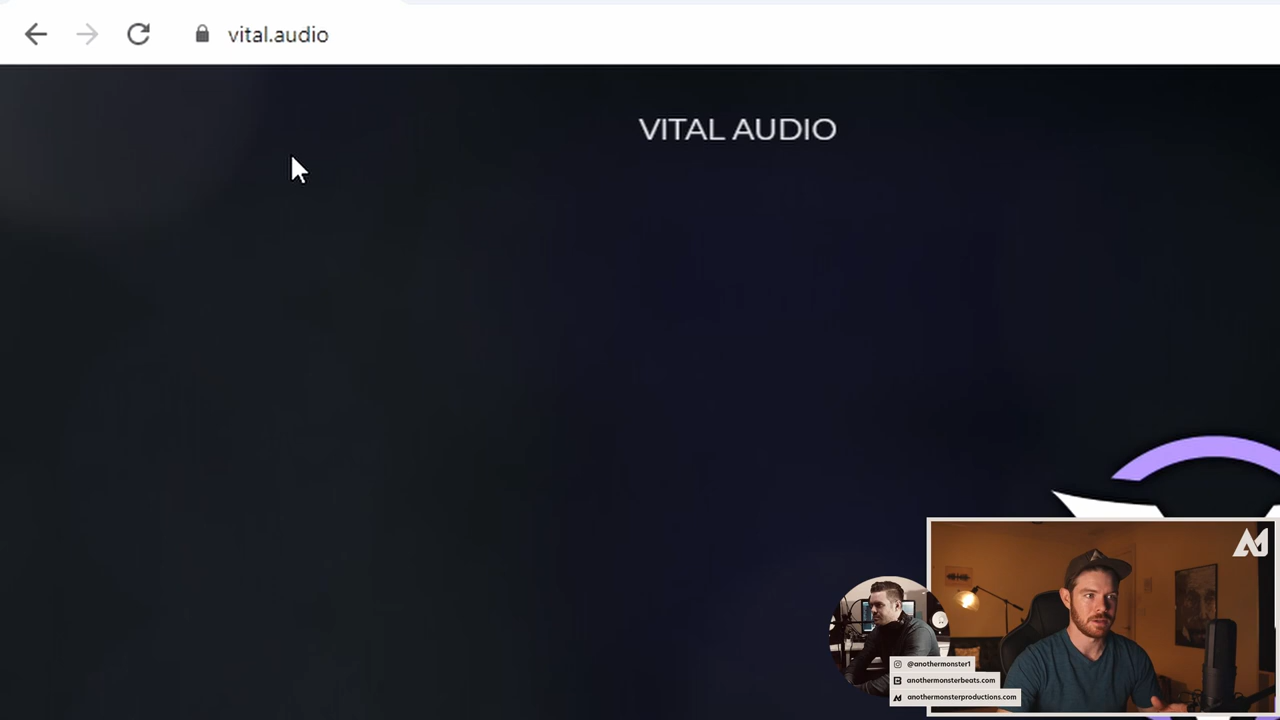 vital.audio
VITAL AUDIO
@anothermonster1
anothermonsterbeats.com
anothermonsterproductions.com